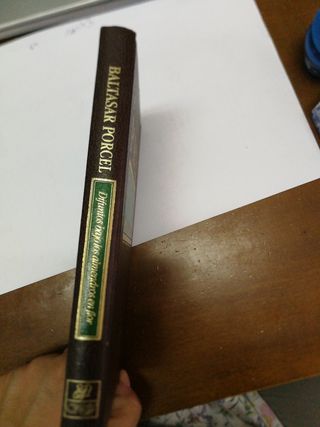 BALTASAR PORCEL
Difuntos bajo los almendros en flor